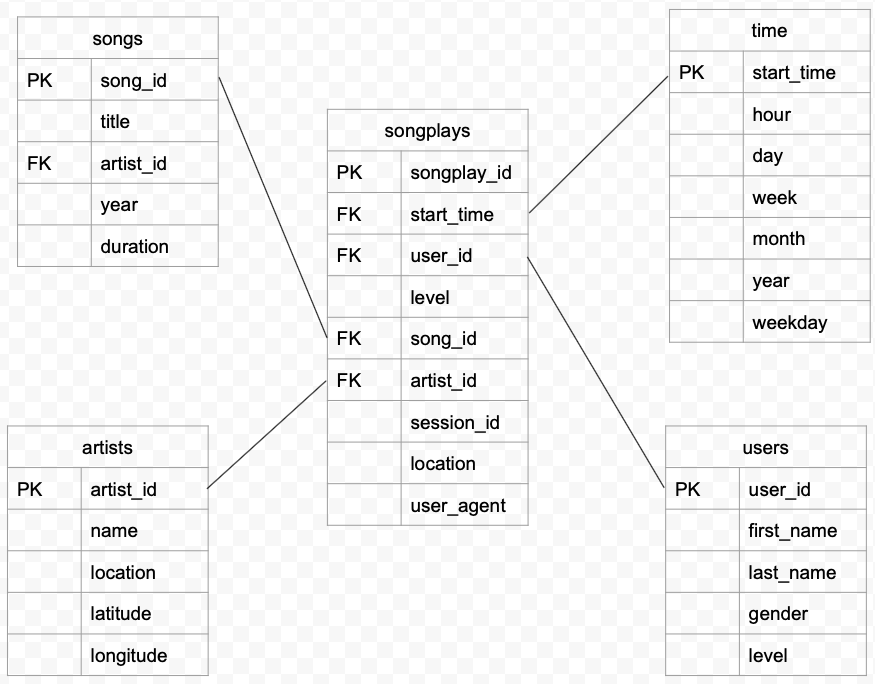 songs
PK song_id
title
FK artist_id
year
duration
songplays
PK songplay_id
FK start_time
FK user_id
level
FK song_id
FK artist_id
session_id
location
user_agent
time
PK start_time
hour
day
week
month
year
weekday
artists
PK artist_id
name
location
latitude
longitude
users
PK user_id
first_name
last_name
gender
level